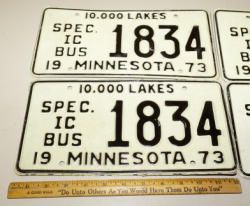 10.000 LAKES
SPEC.
IC
BUS
1834
19 MINNESOTA 73
10.000 LAKES
SPEC.
IC
BUS
1834
19 MINNESOTA 73
"Do Unto Others As You Would Have Them Do Unto You"